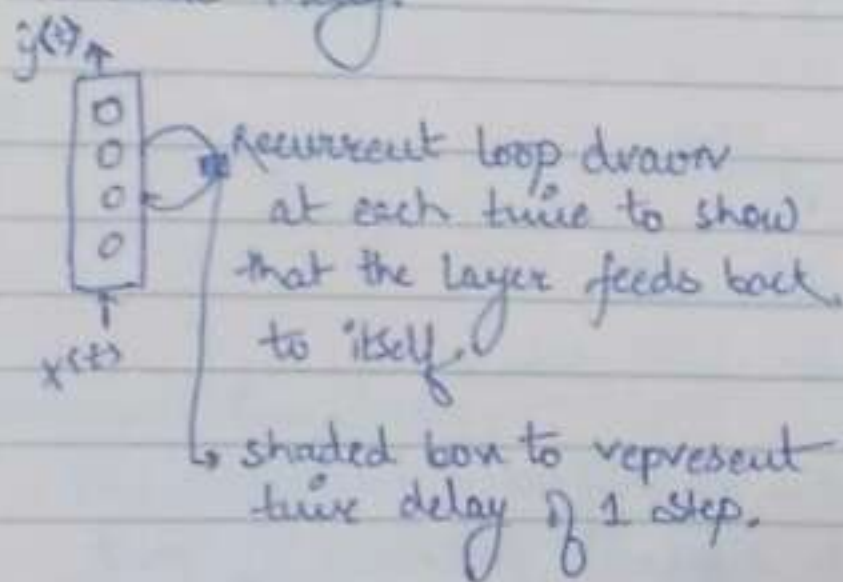 ŷ<t>
Recurrent loop drawn
at each time to show
that the layer feeds back
to itself.
x<t>
shaded box to represent
time delay of 1 step.